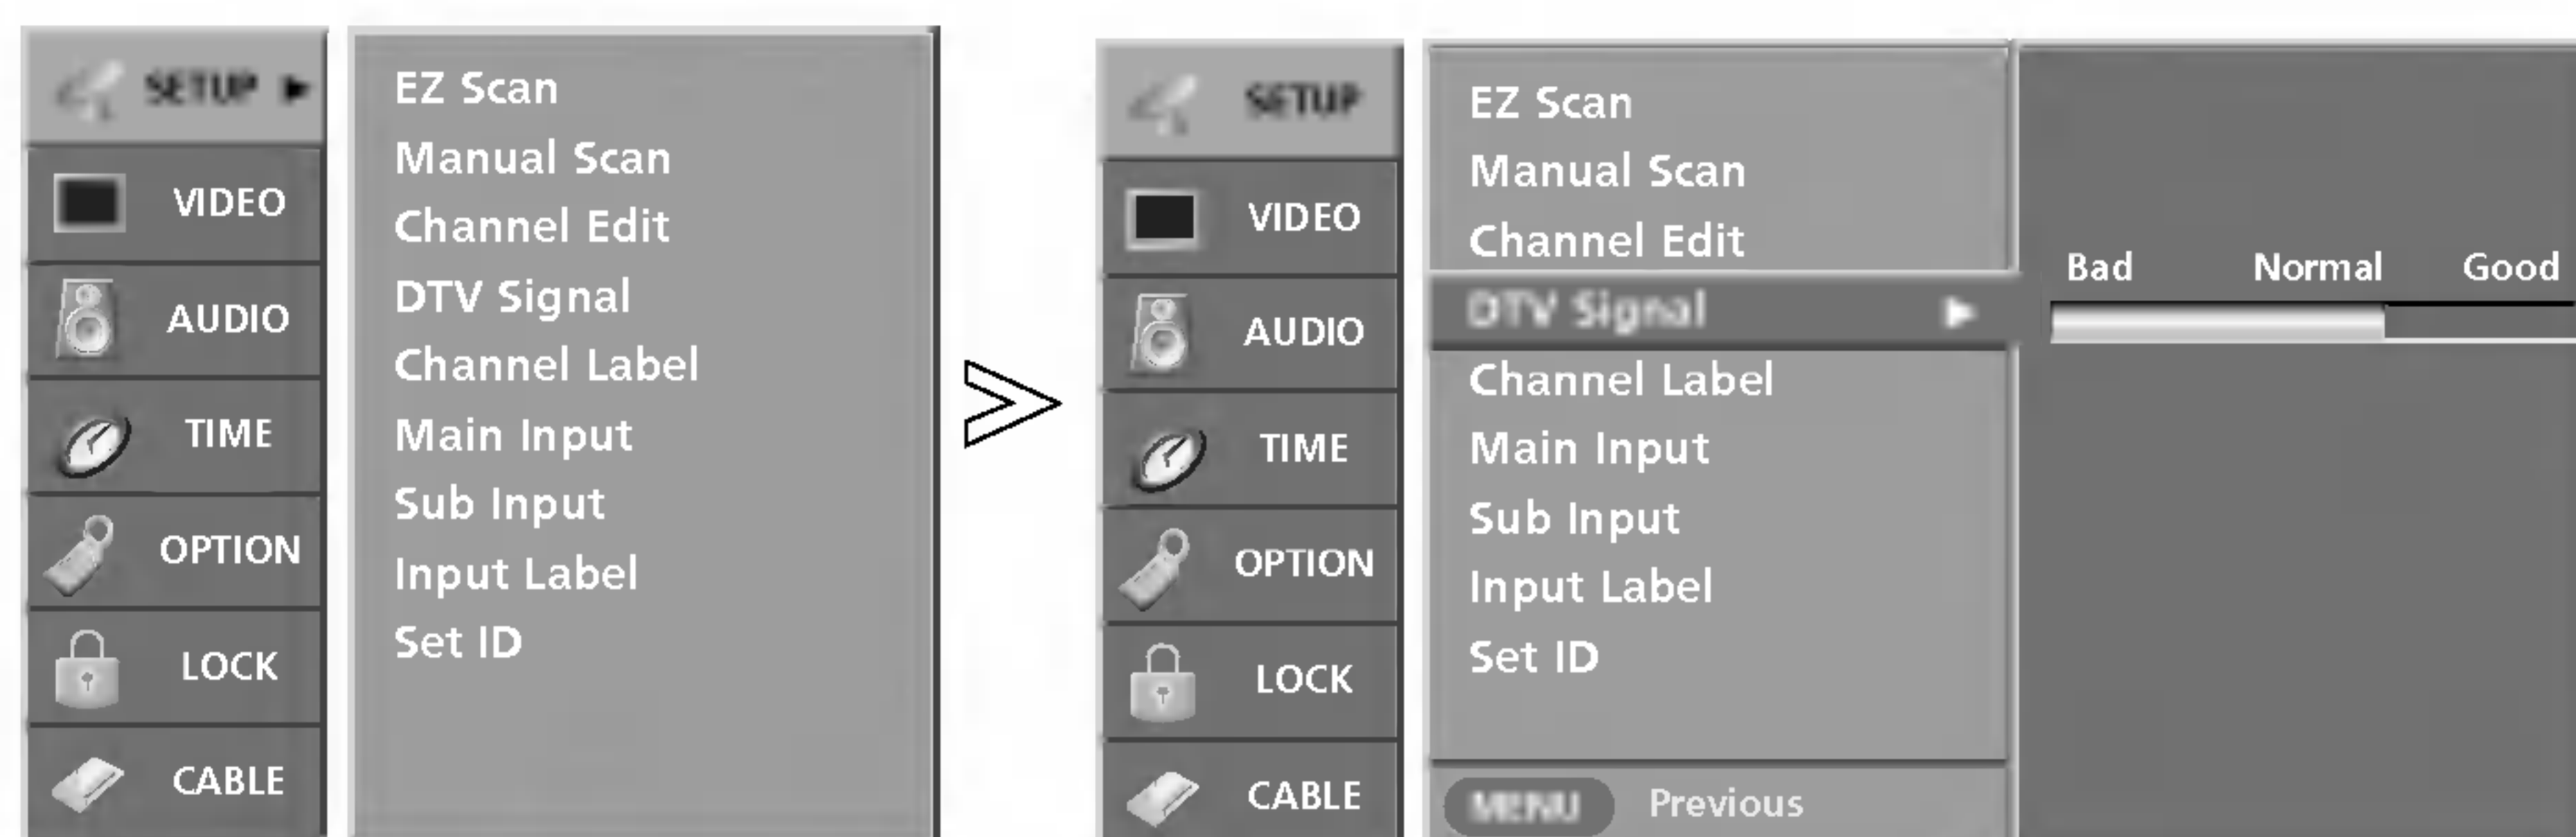 SETUP ▶
VIDEO
AUDIO
TIME
OPTION
LOCK
CABLE
EZ Scan
Manual Scan
Channel Edit
DTV Signal
Channel Label
Main Input
Sub Input
Input Label
Set ID
SETUP
VIDEO
AUDIO
TIME
OPTION
LOCK
CABLE
EZ Scan
Manual Scan
Channel Edit
DTV Signal ▶
Channel Label
Main Input
Sub Input
Input Label
Set ID
MENU Previous
Bad Normal Good